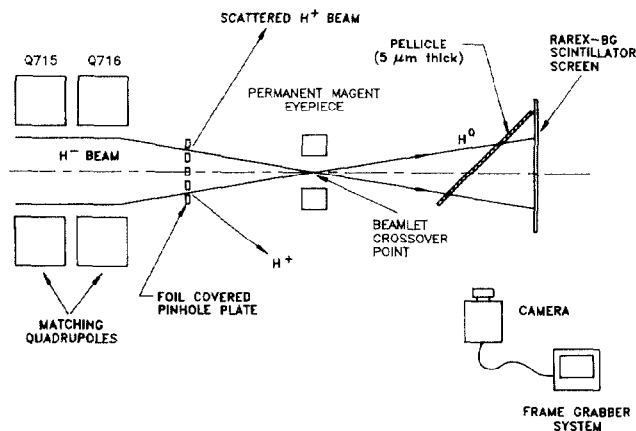 SCATTERED H+ BEAM
Q715 Q716
PELLICLE
(5 μm thick)
RAREX-BG
SCINTILLATOR
SCREEN
PERMANENT MAGENT
EYEPIECE
H⁰
H⁻ BEAM
BEAMLET
CROSSOVER
POINT
H+
FOIL COVERED
PINHOLE PLATE
MATCHING
QUADRUPOLES
CAMERA
FRAME GRABBER
SYSTEM